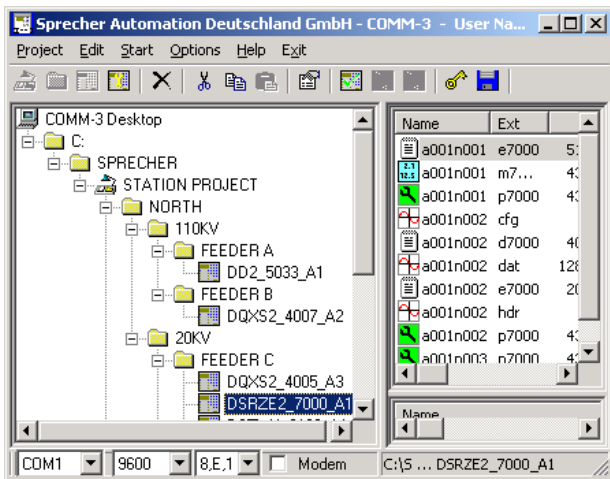 Sprecher Automation Deutschland GmbH - COMM-3 - User Na...
Project Edit Start Options Help Exit
COMM-3 Desktop
C:
SPRECHER
STATION PROJECT
NORTH
110KV
FEEDER A
DD2_5033_A1
FEEDER B
DQXS2_4007_A2
20KV
FEEDER C
DQXS2_4005_A3
DSRZE2_7000_A1
Name Ext
a001n001 e7000
a001n001 m7...
a001n001 p7000
a001n002 cfg
a001n002 d7000
a001n002 dat 128
a001n002 e7000
a001n002 hdr
a001n002 p7000
a001n003 p7000
Name
COM1 9600 8,E,1 Modem C:\S ... DSRZE2_7000_A1